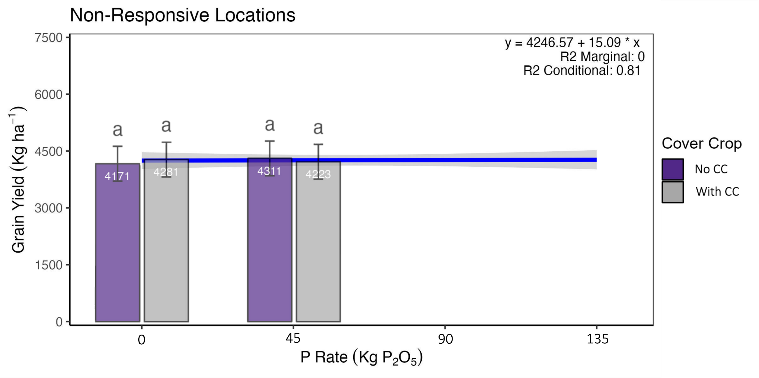 Non-Responsive Locations
y = 4246.57 + 15.09 * x
R2 Marginal: 0
R2 Conditional: 0.81
7500
6000
4500
3000
1500
0
Grain Yield (Kg ha⁻¹)
a
a
a
a
4171
4281
4311
4223
0
45
90
135
P Rate (Kg P₂O₅)
Cover Crop
No CC
With CC